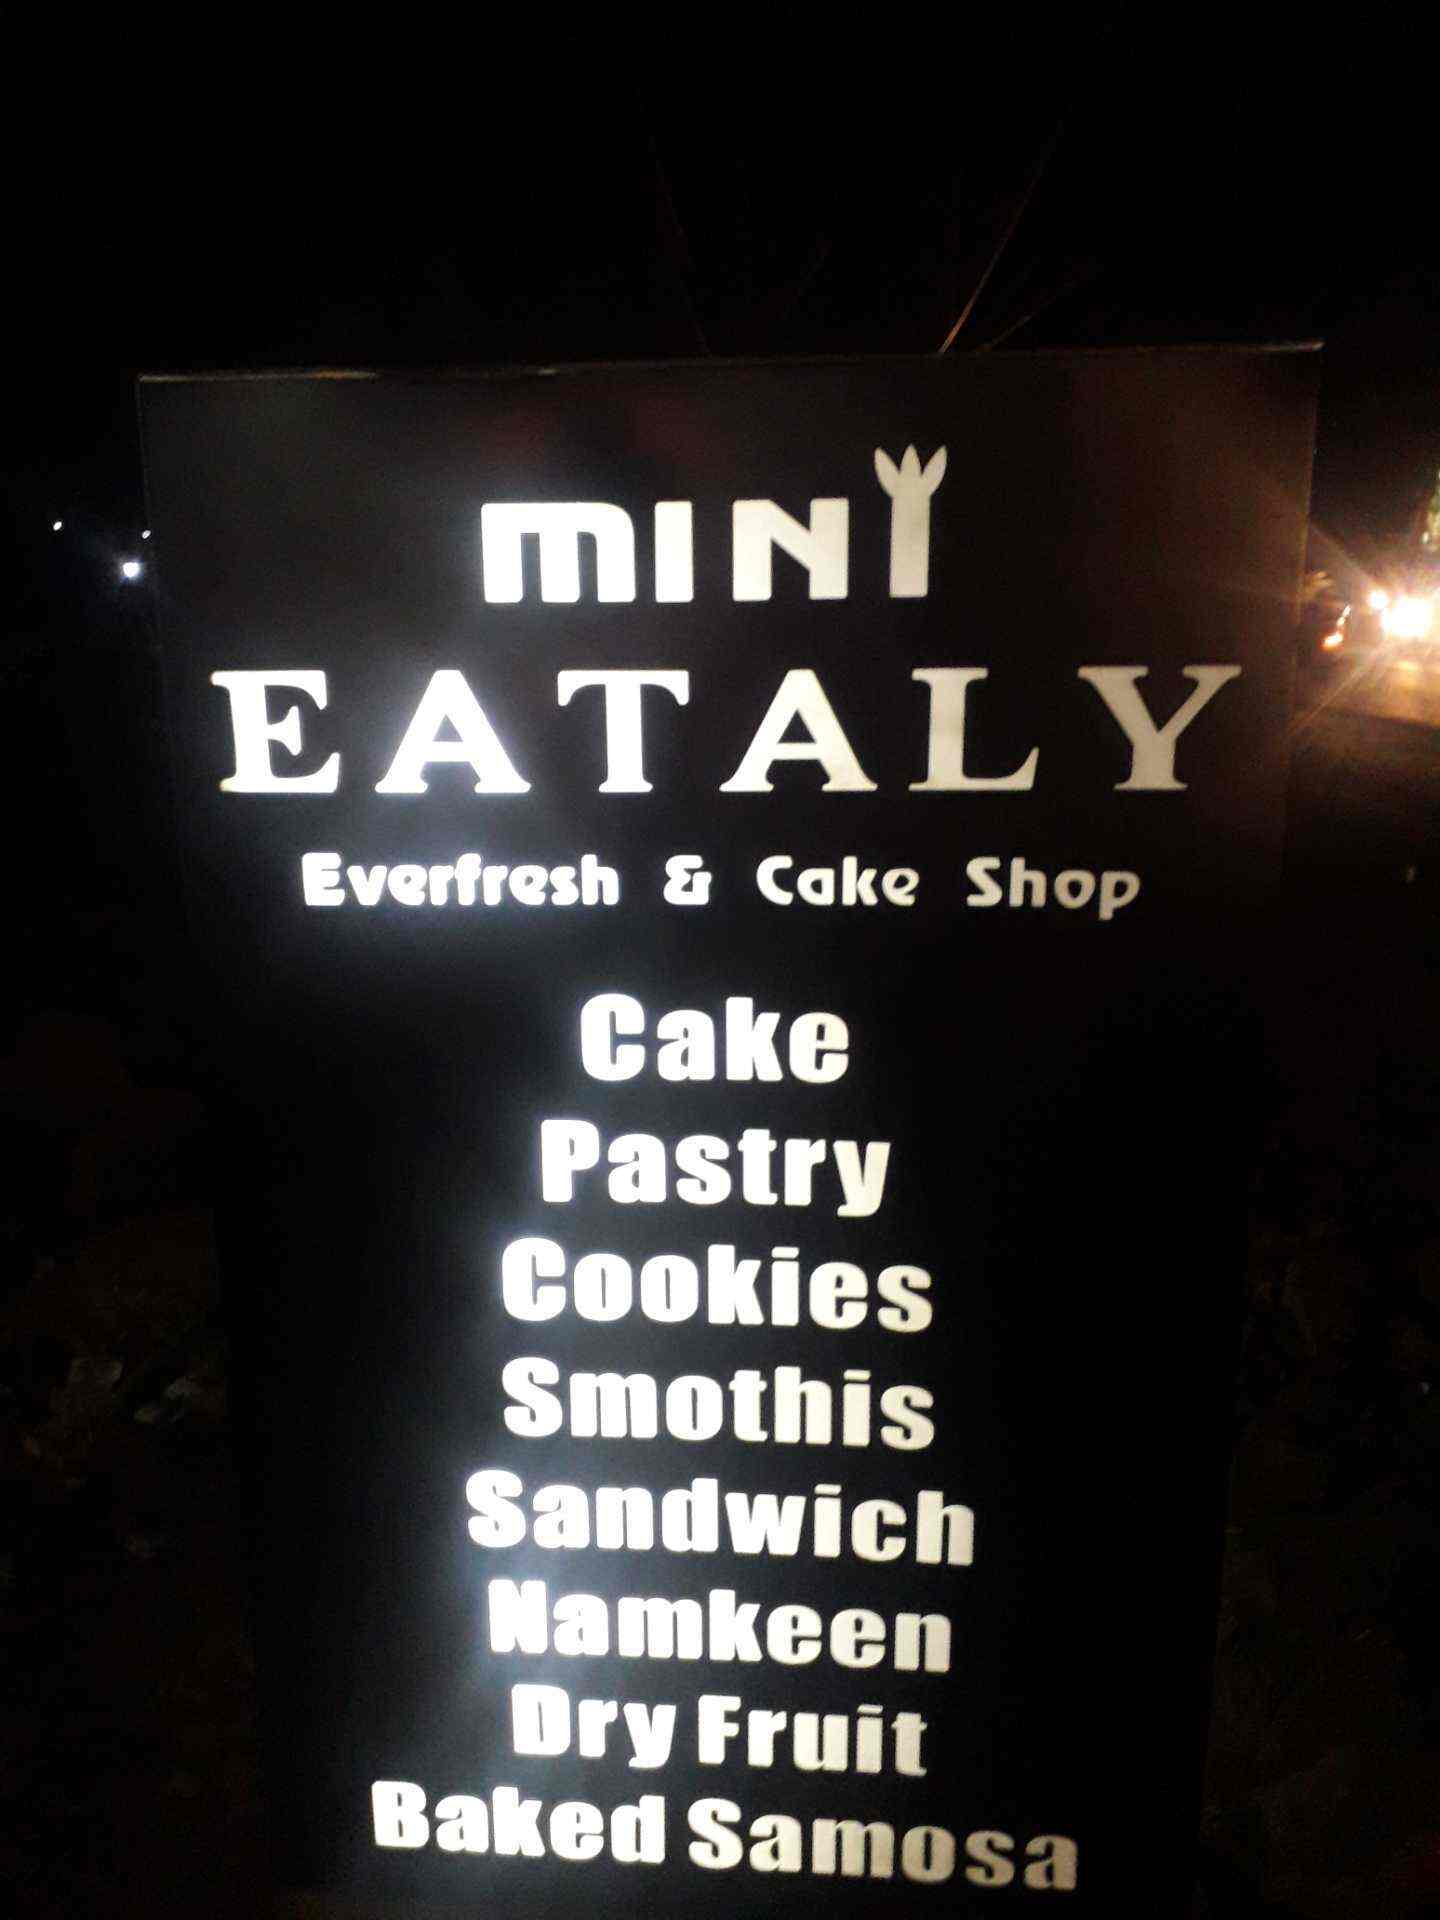 mini
EATALY
Everfresh & Cake Shop
Cake
Pastry
Cookies
Smothis
Sandwich
Namkeen
Dry Fruit
Baked Samosa